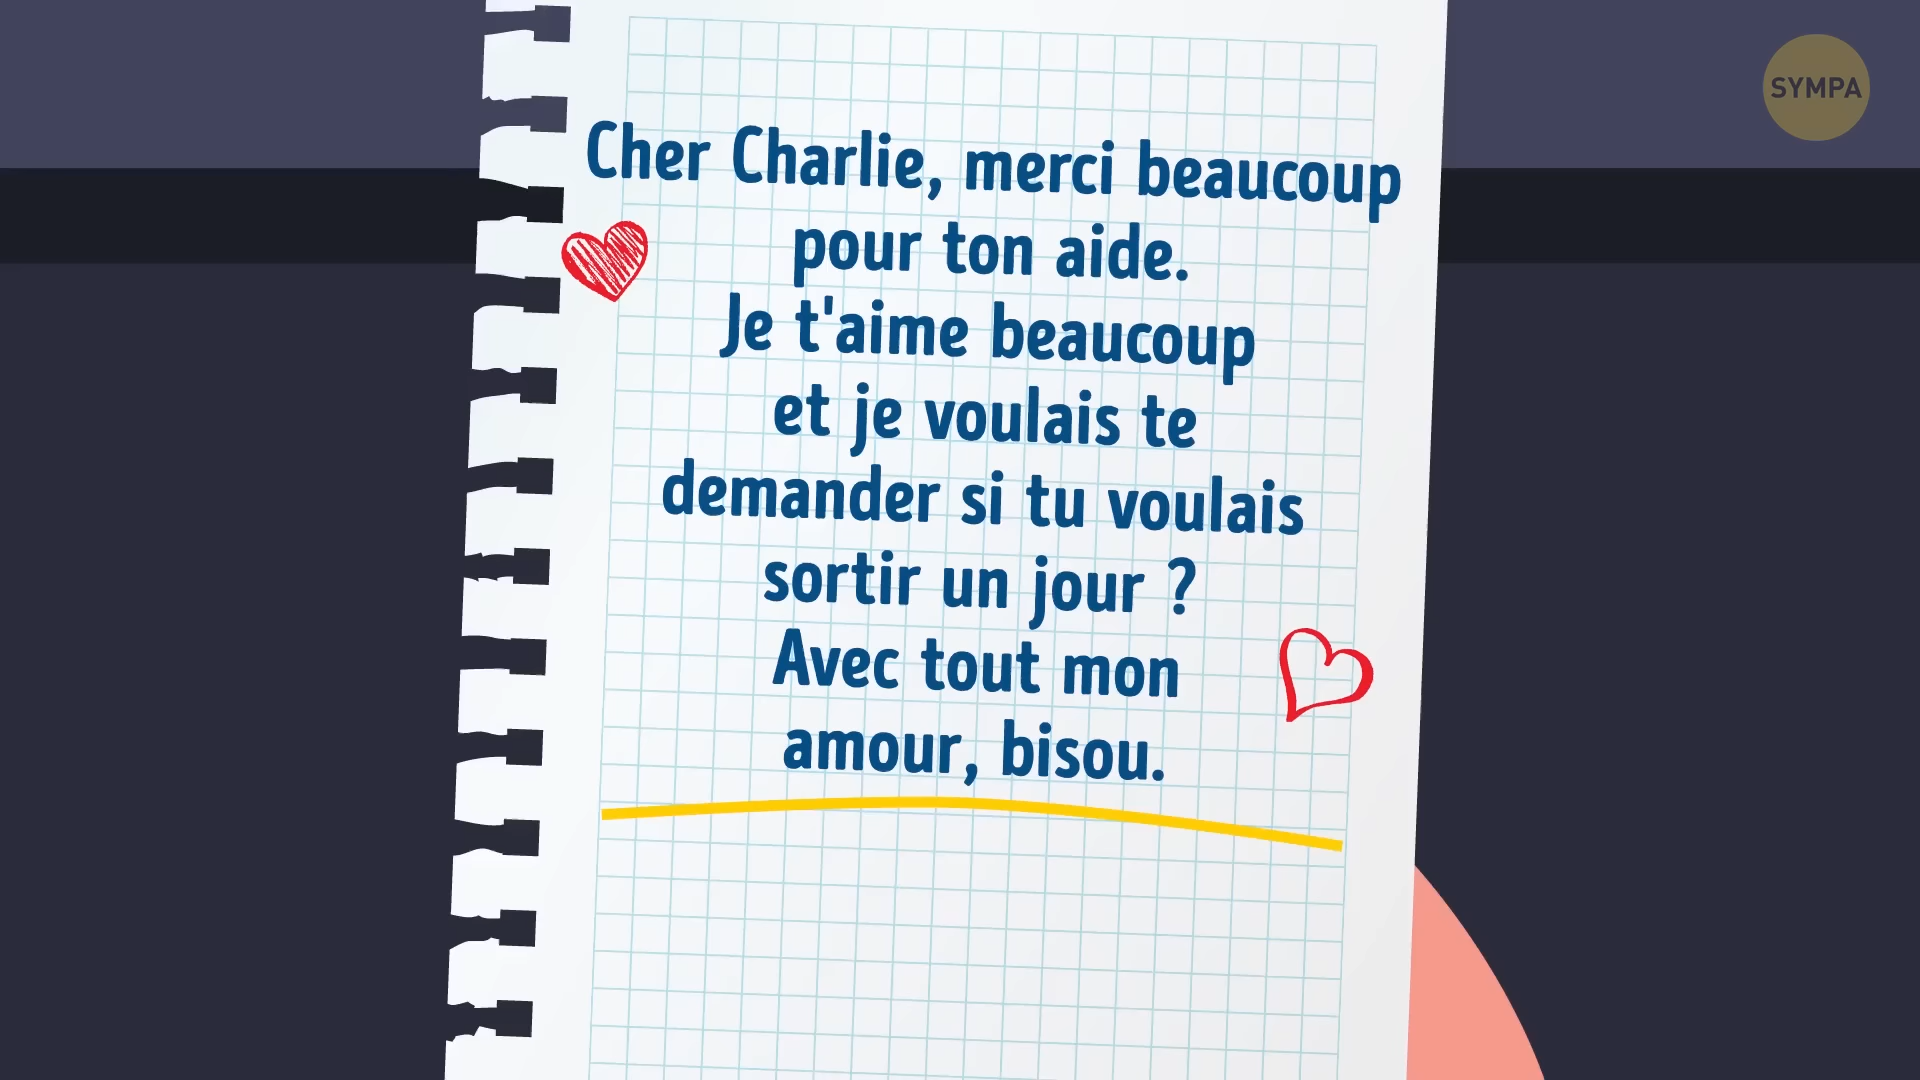 SYMPA
Cher Charlie, merci beaucoup
pour ton aide.
Je t'aime beaucoup
et je voulais te
demander si tu voulais
sortir un jour ?
Avec tout mon
amour, bisou.